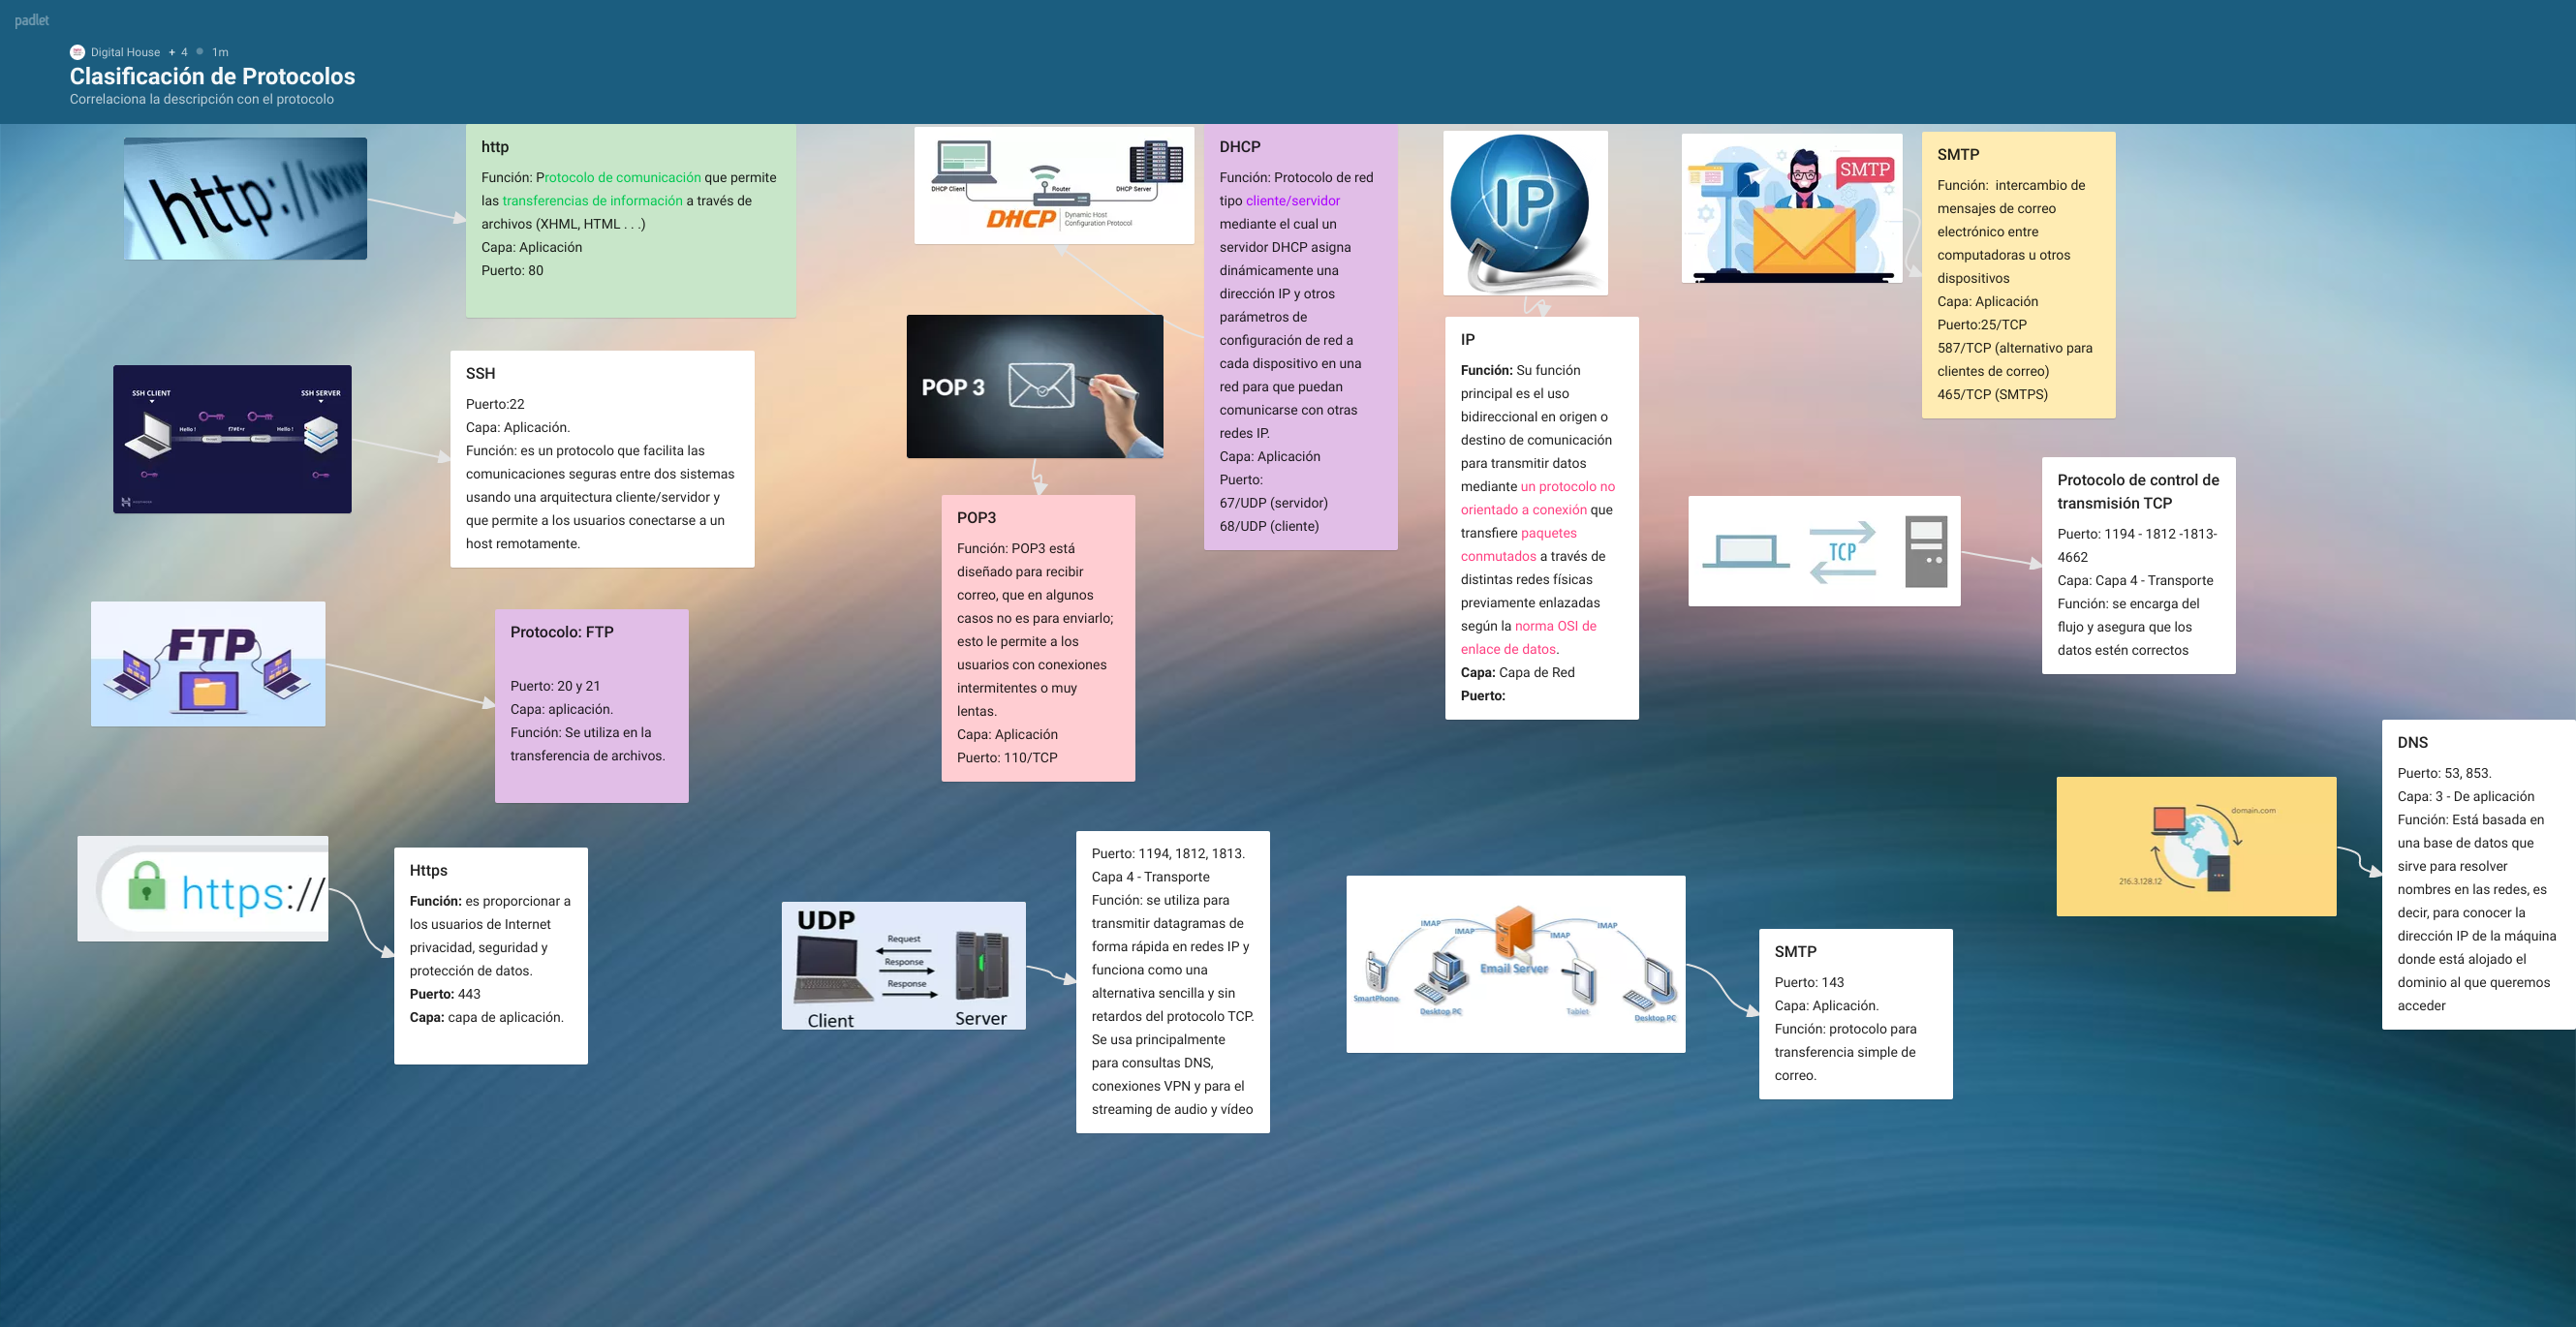 padlet
Digital House + 4 1m
Clasificación de Protocolos
Correlaciona la descripción con el protocolo
http://ww
http
Función: Protocolo de comunicación que permite
las transferencias de información a través de
archivos (XHML, HTML . . .)
Capa: Aplicación
Puerto: 80
DHCP Client
Router
DHCP Server
DHCP
Dynamic Host
Configuration Protocol
DHCP
Función: Protocolo de red
tipo cliente/servidor
mediante el cual un
servidor DHCP asigna
dinámicamente una
dirección IP y otros
parámetros de
configuración de red a
cada dispositivo en una
red para que puedan
comunicarse con otras
redes IP.
Capa: Aplicación
Puerto:
67/UDP (servidor)
68/UDP (cliente)
IP
IP
Función: Su función
principal es el uso
bidireccional en origen o
destino de comunicación
para transmitir datos
mediante un protocolo no
orientado a conexión que
transfiere paquetes
conmutados a través de
distintas redes físicas
previamente enlazadas
según la norma OSI de
enlace de datos.
Capa: Capa de Red
Puerto:
SMTP
SMTP
Función: intercambio de
mensajes de correo
electrónico entre
computadoras u otros
dispositivos
Capa: Aplicación
Puerto:25/TCP
587/TCP (alternativo para
clientes de correo)
465/TCP (SMTPS)
SSH CLIENT
SSH SERVER
Hello !
Hello !
SSH
Puerto:22
Capa: Aplicación.
Función: es un protocolo que facilita las
comunicaciones seguras entre dos sistemas
usando una arquitectura cliente/servidor y
que permite a los usuarios conectarse a un
host remotamente.
POP 3
POP3
Función: POP3 está
diseñado para recibir
correo, que en algunos
casos no es para enviarlo;
esto le permite a los
usuarios con conexiones
intermitentes o muy
lentas.
Capa: Aplicación
Puerto: 110/TCP
TCP
Protocolo de control de
transmisión TCP
Puerto: 1194 - 1812 -1813-
4662
Capa: Capa 4 - Transporte
Función: se encarga del
flujo y asegura que los
datos estén correctos
FTP
Protocolo: FTP
Puerto: 20 y 21
Capa: aplicación.
Función: Se utiliza en la
transferencia de archivos.
domain.com
216.3.128.12
DNS
Puerto: 53, 853.
Capa: 3 - De aplicación
Función: Está basada en
una base de datos que
sirve para resolver
nombres en las redes, es
decir, para conocer la
dirección IP de la máquina
donde está alojado el
dominio al que queremos
acceder
https://
Https
Función: es proporcionar a
los usuarios de Internet
privacidad, seguridad y
protección de datos.
Puerto: 443
Capa: capa de aplicación.
UDP
Request
Response
Response
Client
Server
Puerto: 1194, 1812, 1813.
Capa 4 - Transporte
Función: se utiliza para
transmitir datagramas de
forma rápida en redes IP y
funciona como una
alternativa sencilla y sin
retardos del protocolo TCP.
Se usa principalmente
para consultas DNS,
conexiones VPN y para el
streaming de audio y vídeo
IMAP
IMAP
IMAP
IMAP
Email Server
SmartPhone
Desktop PC
Tablet
Desktop PC
SMTP
Puerto: 143
Capa: Aplicación.
Función: protocolo para
transferencia simple de
correo.